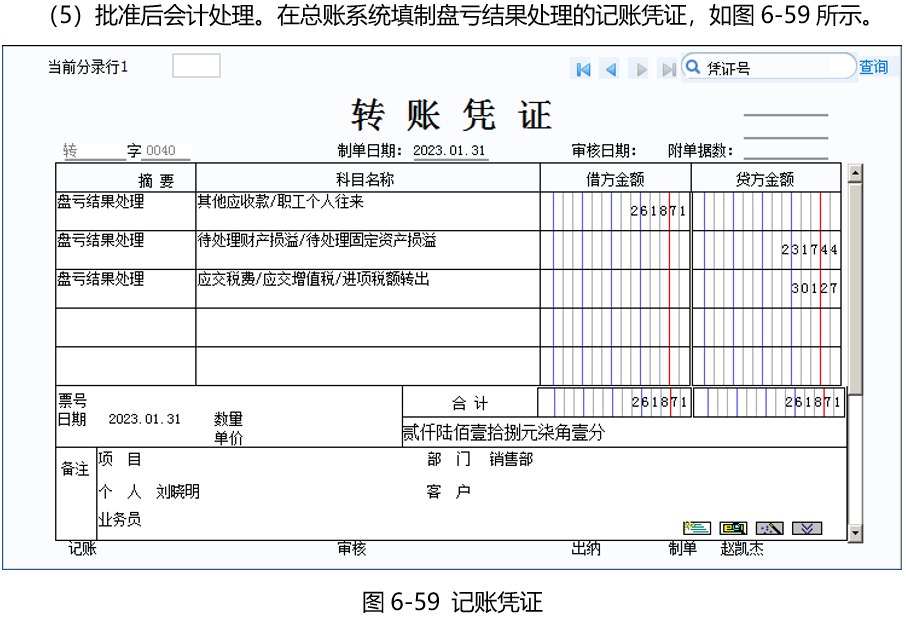 （5）批准后会计处理。在总账系统填制盘亏结果处理的记账凭证，如图 6-59 所示。
当前分录行1
凭证号 查询
转 账 凭 证
转 字 0040 制单日期： 2023.01.31 审核日期： 附单据数：
摘 要 科目名称 借方金额 贷方金额
盘亏结果处理 其他应收款/职工个人往来 261871
盘亏结果处理 待处理财产损溢/待处理固定资产损溢 231744
盘亏结果处理 应交税费/应交增值税/进项税额转出 30127
票号
日期 2023.01.31 数量
单价
合 计 261871 261871
贰仟陆佰壹拾捌元柒角壹分
备注 项 目 部 门 销售部
个 人 刘晓明 客 户
业务员
记账 审核 出纳 制单 赵凯杰
图 6-59 记账凭证